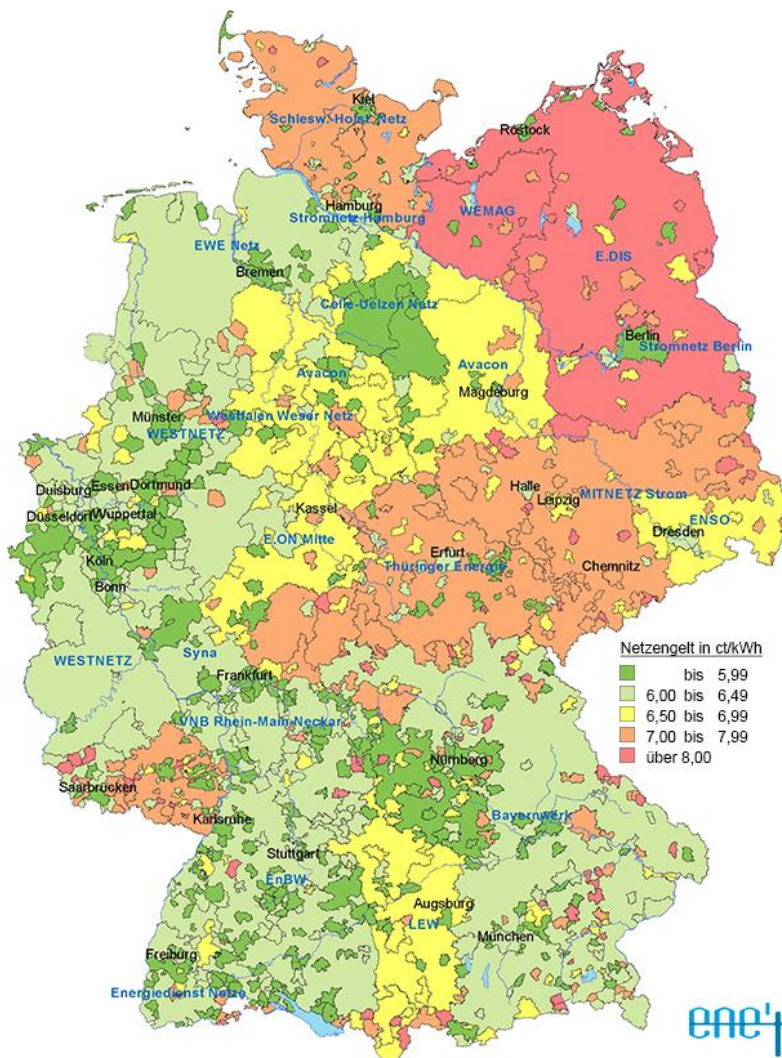 Kiel
Schlesw.-Holst. Netz
Rostock
Hamburg
Stromnetz-Hamburg
WEMAG
EWE Netz
E.DIS
Bremen
Celle-Uelzen Netz
Berlin
Stromnetz Berlin
Avacon
Avacon
Magdeburg
Münster
Westfalen Weser Netz
WESTNETZ
Essen
Dortmund
Duisburg
Halle
Leipzig
MITNETZ Strom
Düsseldorf
Wuppertal
Kassel
ENSO
Dresden
E.ON Mitte
Köln
Erfurt
Thüringer Energie
Chemnitz
Bonn
WESTNETZ
Syna
Netzengelt in ct/kWh
bis 5,99
6,00 bis 6,49
6,50 bis 6,99
7,00 bis 7,99
über 8,00
Frankfurt
VNB Rhein-Main-Neckar
Nürnberg
Saarbrücken
Karlsruhe
Bayernwerk
Stuttgart
EnBW
Augsburg
LEW
München
Freiburg
Energiedienst Netze
ene't